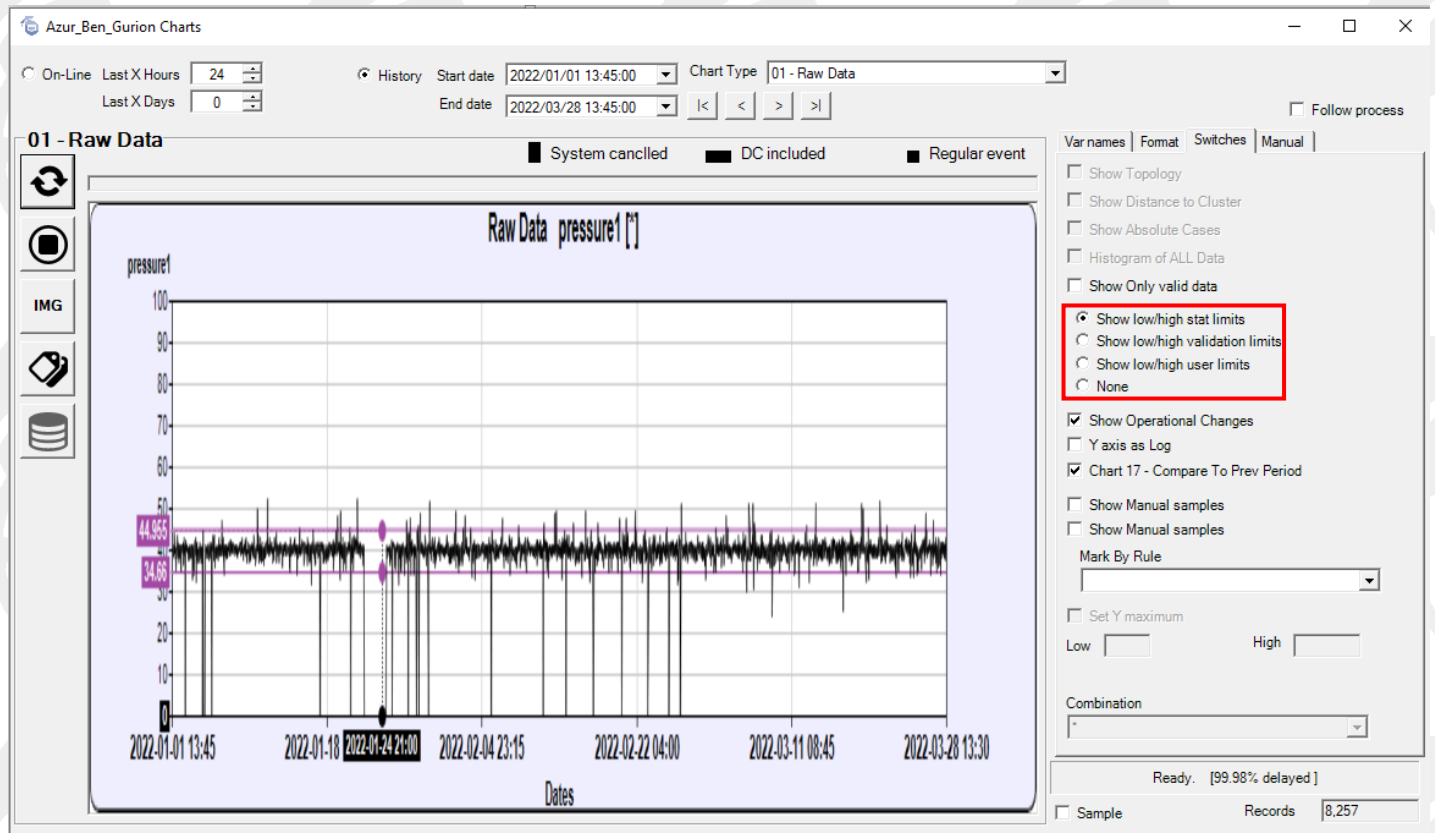 Azur_Ben_Gurion Charts
On-Line Last X Hours 24
Last X Days 0
History Start date 2022/01/01 13:45:00
End date 2022/03/28 13:45:00
Chart Type 01 - Raw Data
|< < > >|
Follow process
01 - Raw Data
System canclled DC included Regular event
IMG
Raw Data pressure1 [*]
pressure1
100
90
80
70
60
50
44.955
34.66
30
20
10
0
2022-01-01 13:45 2022-01-18 2022-01-24 21:00 2022-02-04 23:15 2022-02-22 04:00 2022-03-11 08:45 2022-03-28 13:30
Dates
Var names Format Switches Manual
Show Topology
Show Distance to Cluster
Show Absolute Cases
Histogram of ALL Data
Show Only valid data
Show low/high stat limits
Show low/high validation limits
Show low/high user limits
None
Show Operational Changes
Y axis as Log
Chart 17 - Compare To Prev Period
Show Manual samples
Show Manual samples
Mark By Rule
Set Y maximum
Low High
Combination
Ready. [99.98% delayed ]
Sample Records 8,257